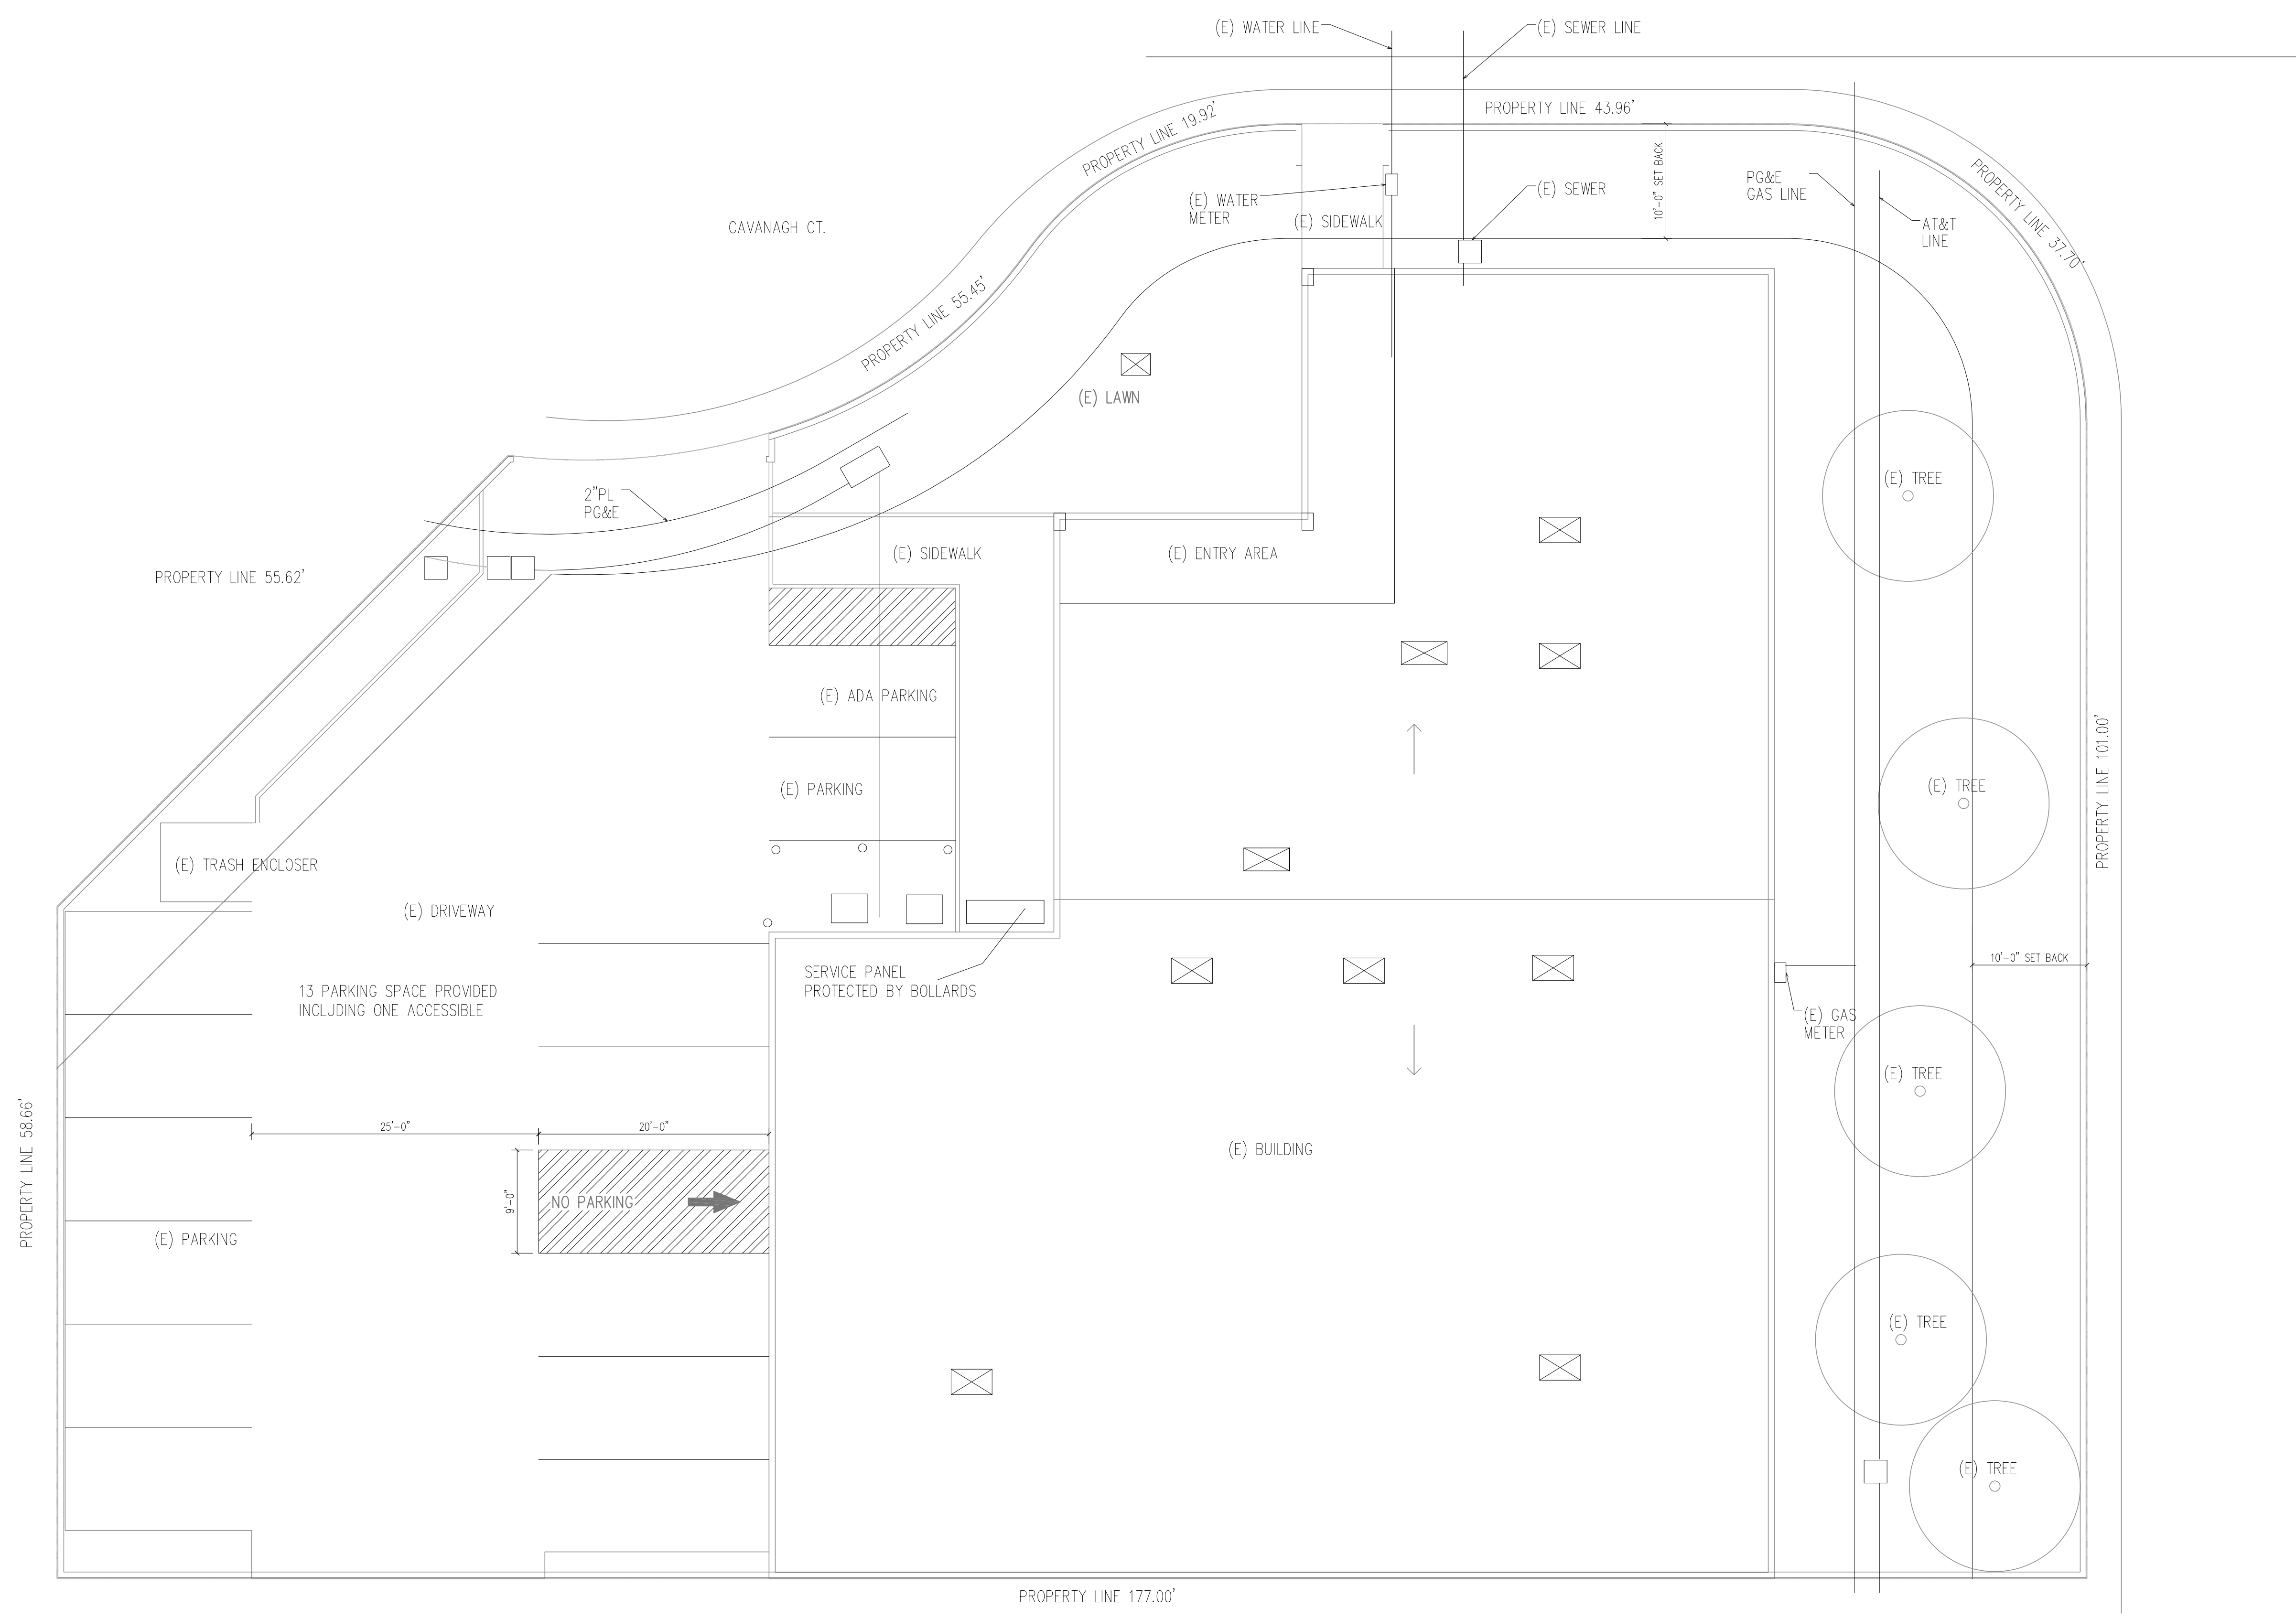 (E) WATER LINE
(E) SEWER LINE
PROPERTY LINE 19.92'
PROPERTY LINE 43.96'
10'-0" SET BACK
PG&E
GAS LINE
PROPERTY LINE 37.70'
(E) WATER
METER
(E) SEWER
(E) SIDEWALK
AT&T
LINE
CAVANAGH CT.
PROPERTY LINE 55.45'
(E) LAWN
2"PL
PG&E
(E) TREE
PROPERTY LINE 55.62'
(E) SIDEWALK
(E) ENTRY AREA
(E) ADA PARKING
(E) PARKING
(E) TREE
PROPERTY LINE 101.00'
(E) TRASH ENCLOSER
(E) DRIVEWAY
SERVICE PANEL
PROTECTED BY BOLLARDS
10'-0" SET BACK
13 PARKING SPACE PROVIDED
INCLUDING ONE ACCESSIBLE
(E) GAS
METER
(E) TREE
PROPERTY LINE 58.66'
25'-0"
20'-0"
(E) BUILDING
9'-0"
NO PARKING
(E) PARKING
(E) TREE
(E) TREE
PROPERTY LINE 177.00'